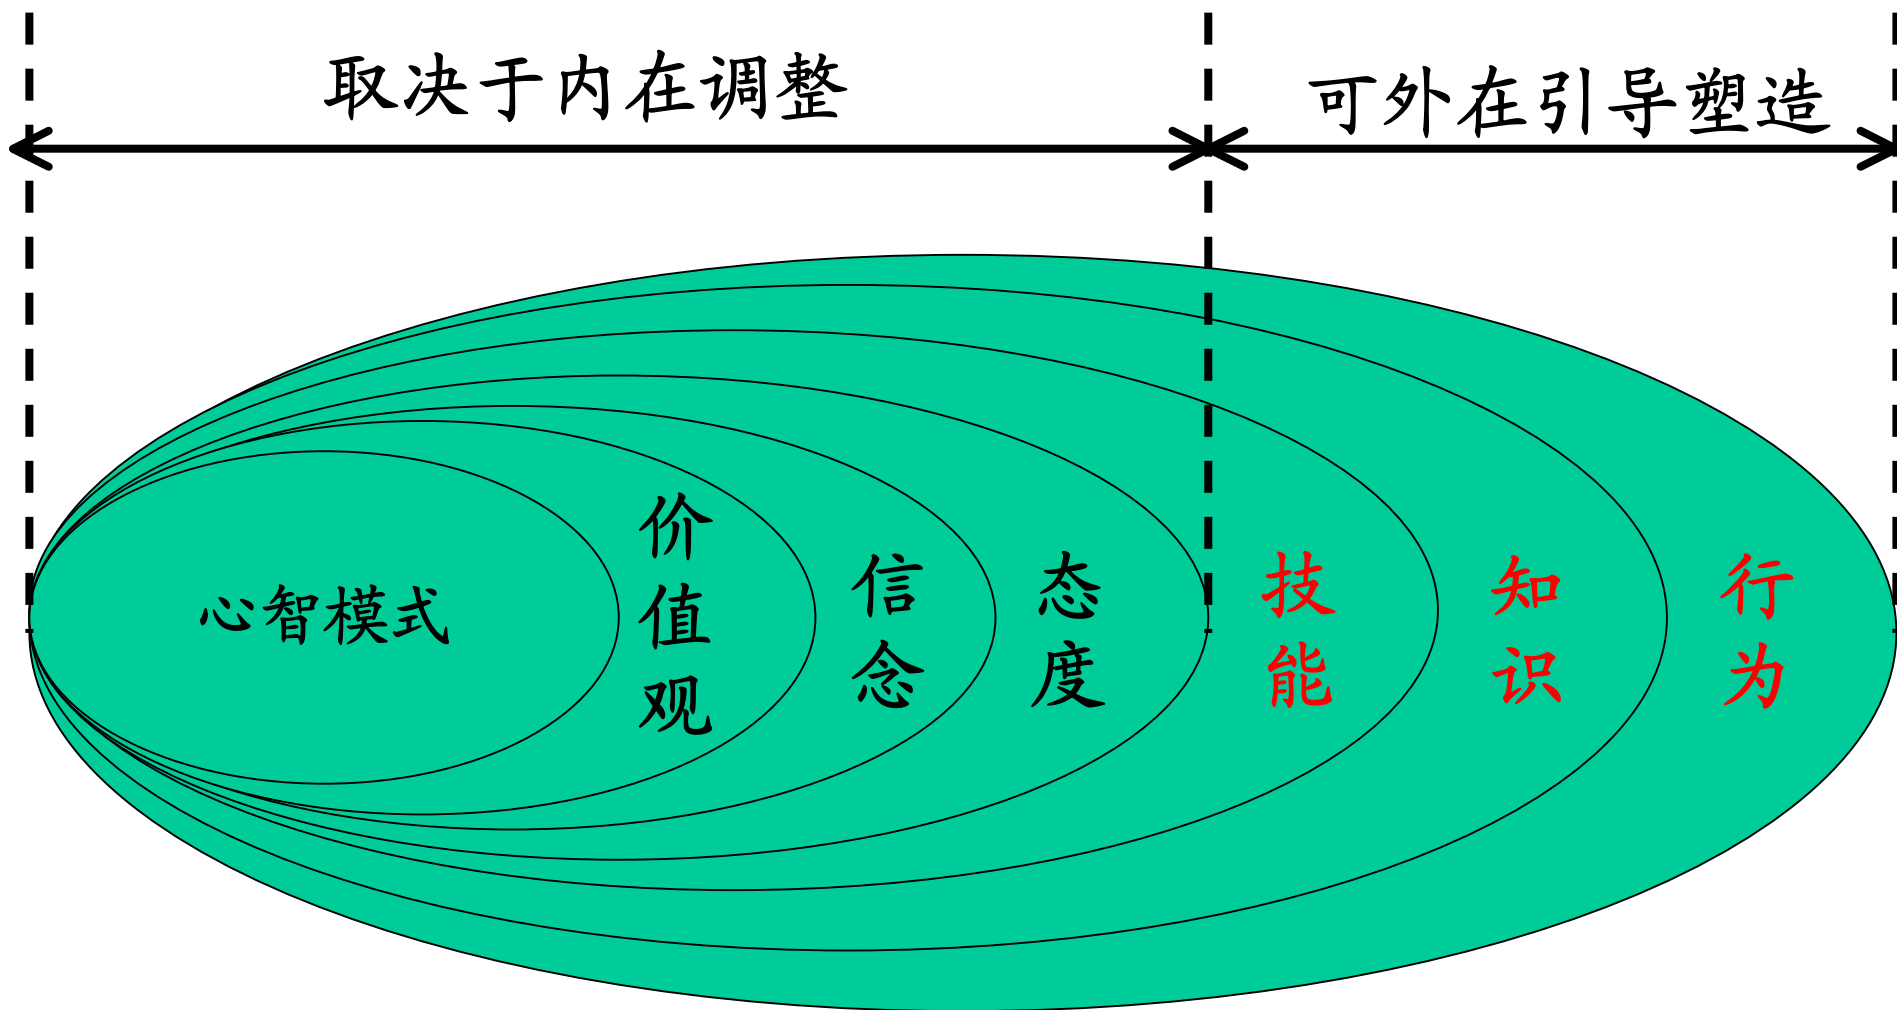 取决于内在调整
可外在引导塑造
心智模式
价值观
信念
态度
技能
知识
行为